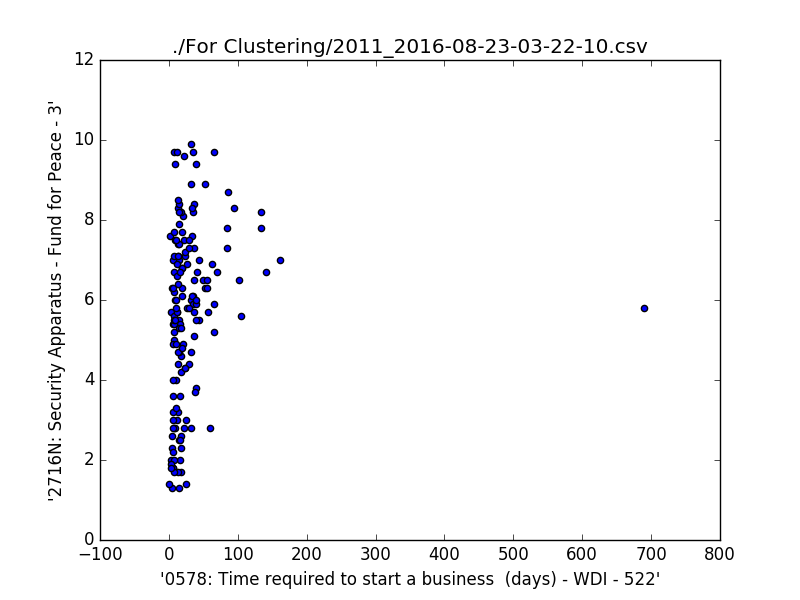 ./For Clustering/2011_2016-08-23-03-22-10.csv
'2716N: Security Apparatus - Fund for Peace - 3'
12
10
8
6
4
2
0
−100 0 100 200 300 400 500 600 700 800
'0578: Time required to start a business  (days) - WDI - 522'